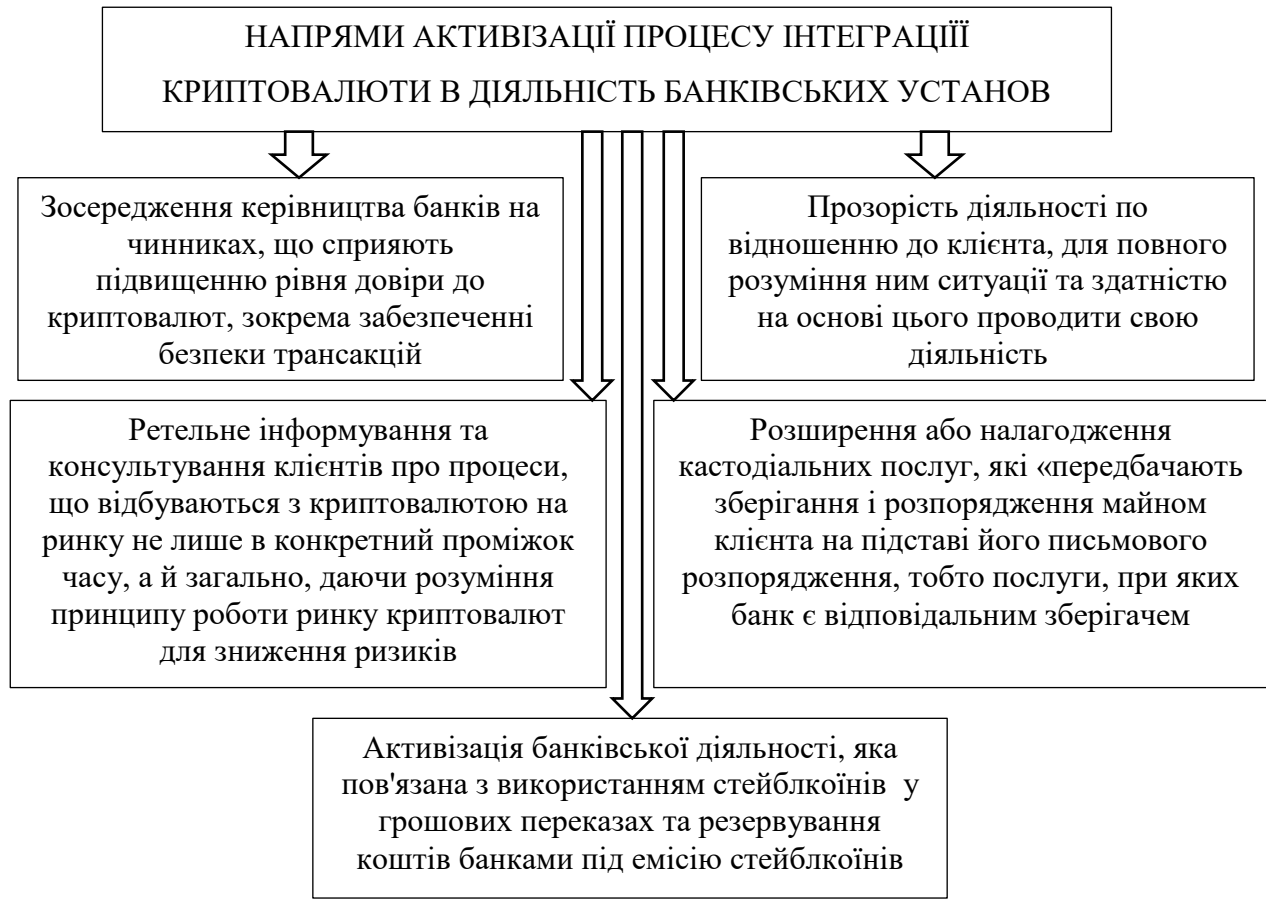 НАПРЯМИ АКТИВІЗАЦІЇ ПРОЦЕСУ ІНТЕГРАЦІЇЇ
КРИПТОВАЛЮТИ В ДІЯЛЬНІСТЬ БАНКІВСЬКИХ УСТАНОВ
Зосередження керівництва банків на
чинниках, що сприяють
підвищенню рівня довіри до
криптовалют, зокрема забезпеченні
безпеки трансакцій
Прозорість діяльності по
відношенню до клієнта, для повного
розуміння ним ситуації та здатністю
на основі цього проводити свою
діяльність
Ретельне інформування та
консультування клієнтів про процеси,
що відбуваються з криптовалютою на
ринку не лише в конкретний проміжок
часу, а й загально, даючи розуміння
принципу роботи ринку криптовалют
для зниження ризиків
Розширення або налагодження
кастодіальних послуг, які «передбачають
зберігання і розпорядження майном
клієнта на підставі його письмового
розпорядження, тобто послуги, при яких
банк є відповідальним зберігачем
Активізація банківської діяльності, яка
пов'язана з використанням стейблкоїнів у
грошових переказах та резервування
коштів банками під емісію стейблкоїнів